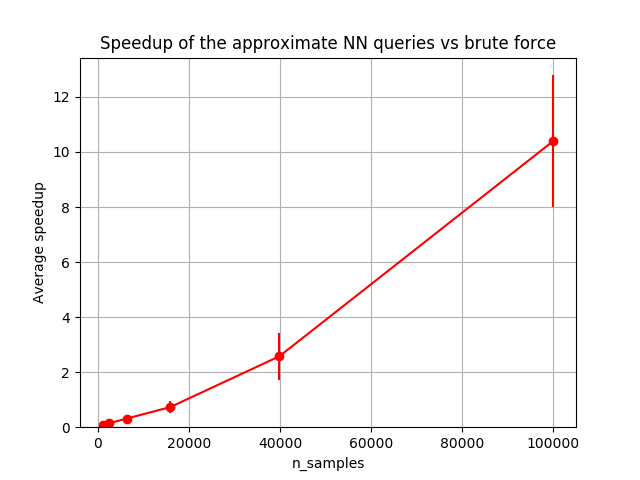 Speedup of the approximate NN queries vs brute force
Average speedup
12
10
8
6
4
2
0
0 20000 40000 60000 80000 100000
n_samples